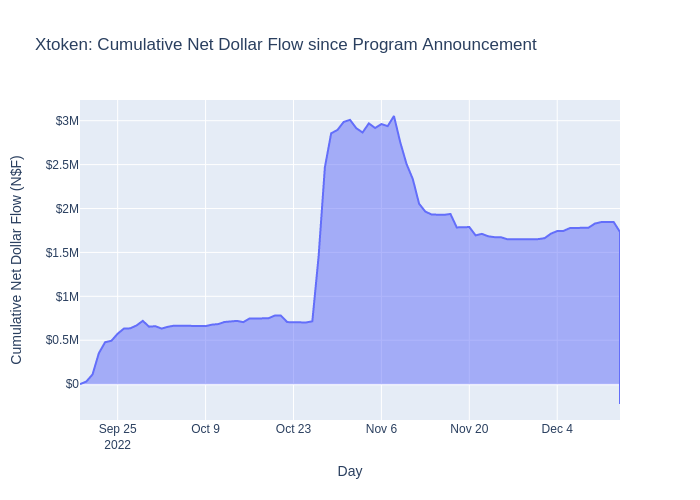 Xtoken: Cumulative Net Dollar Flow since Program Announcement
Cumulative Net Dollar Flow (N$F)
$3M
$2.5M
$2M
$1.5M
$1M
$0.5M
$0
Sep 25
2022
Oct 9
Oct 23
Nov 6
Nov 20
Dec 4
Day